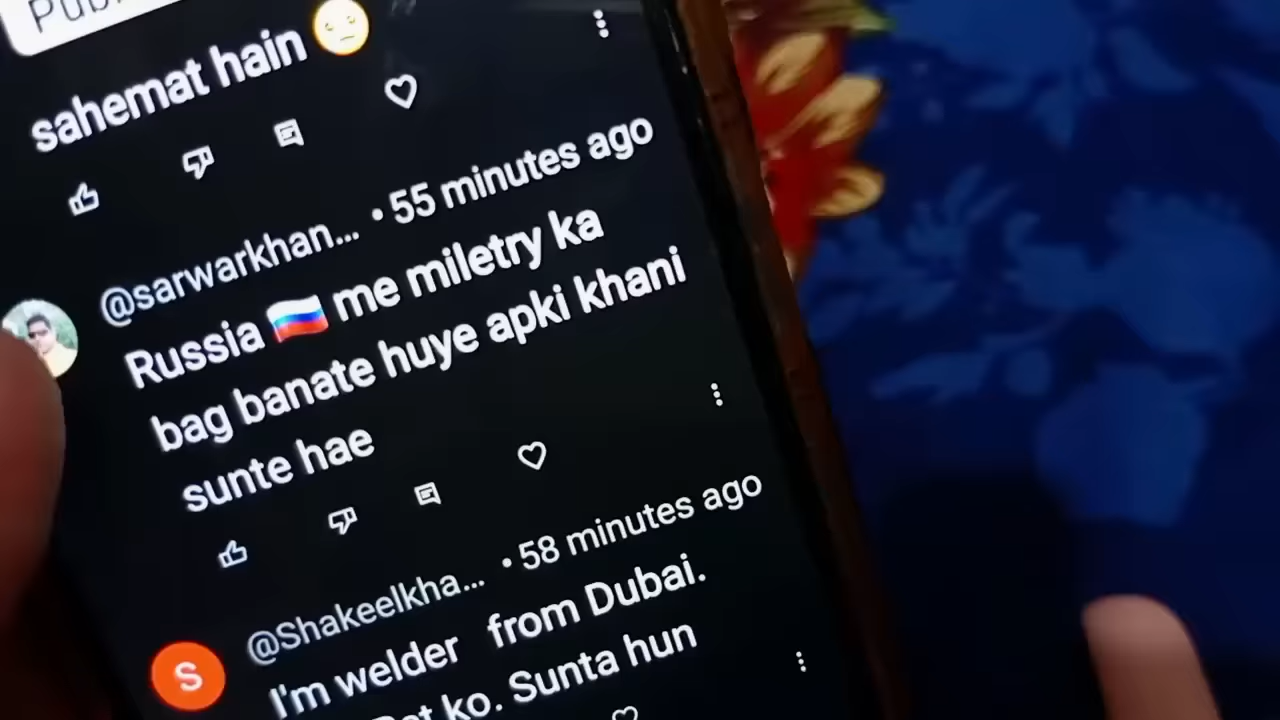 sahemat hain 😐
@sarwarkhan... • 55 minutes ago
Russia 🇷🇺 me miletry ka
bag banate huye apki khani
sunte hae
@Shakeelkha... • 58 minutes ago
S
I'm welder from Dubai.
ko. Sunta hun